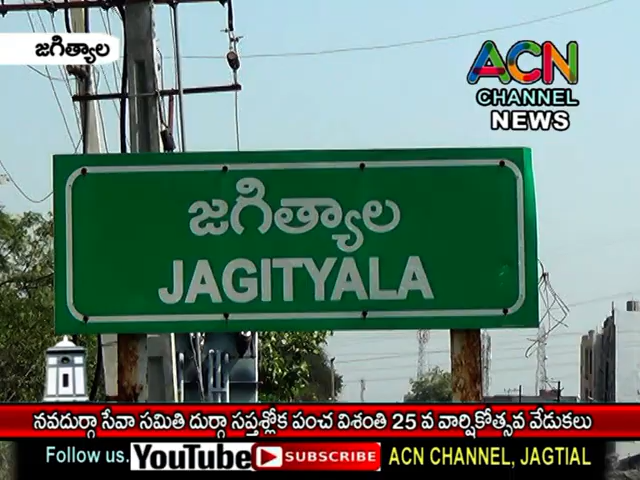 జగిత్యాల
ACN
CHANNEL
NEWS
జగిత్యాల
JAGITYALA
నవదుర్గా సేవా సమితి దుర్గా సప్తశ్లోక పంచ వింశతి 25 వ వార్షికోత్సవ వేడుకలు
Follow us. YouTube SUBSCRIBE ACN CHANNEL, JAGTIAL